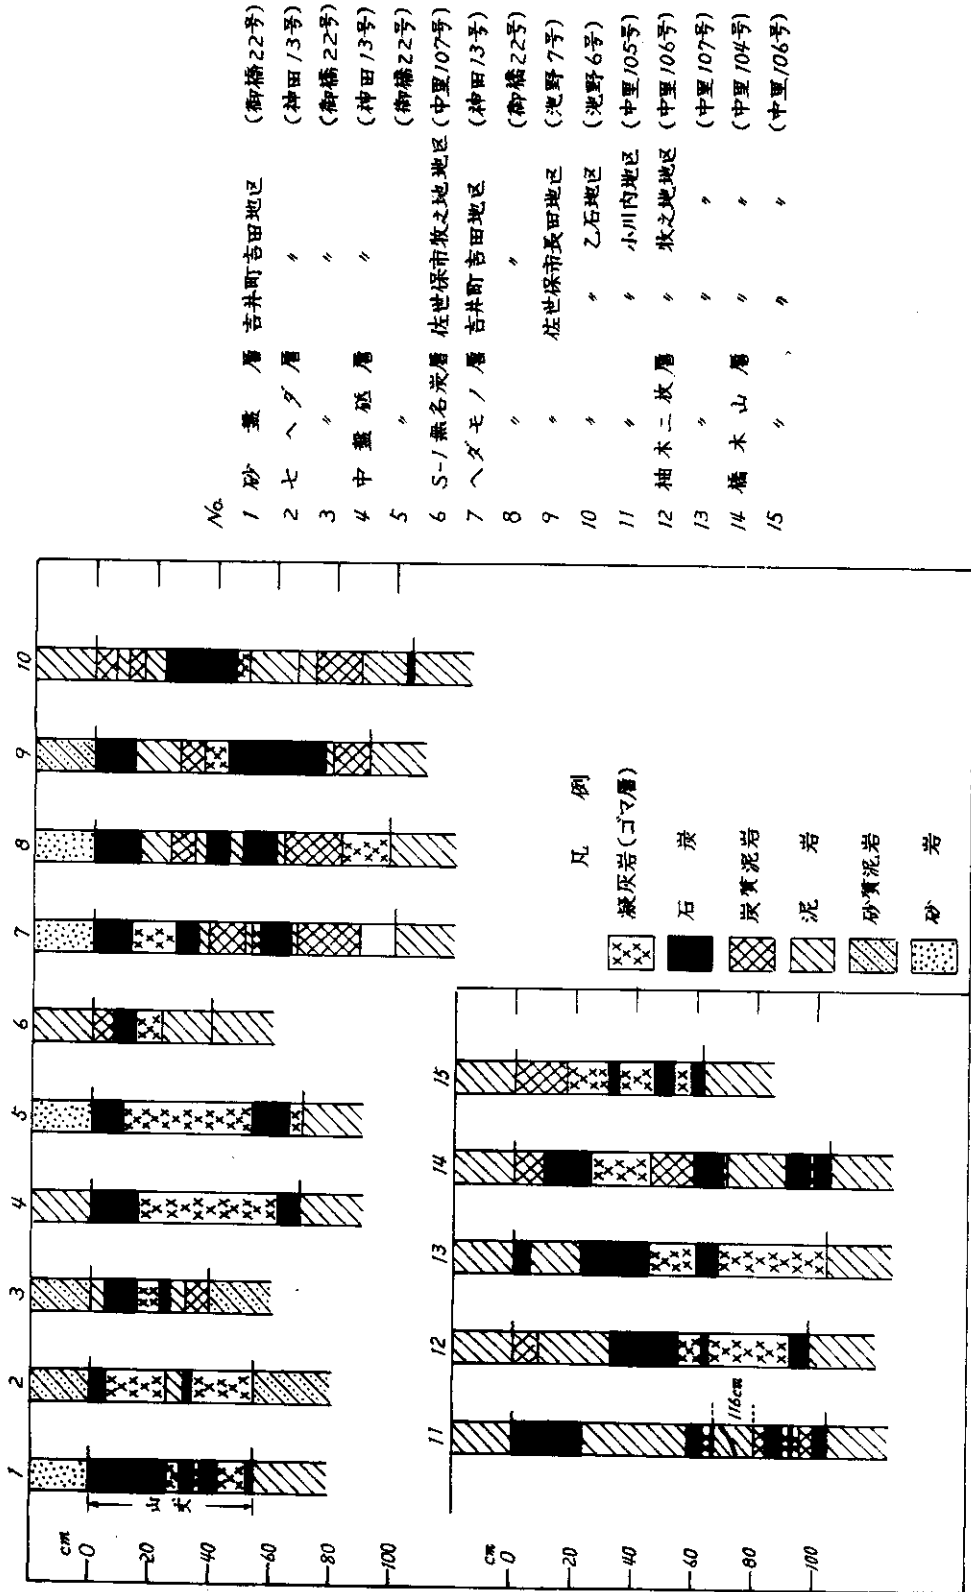 1 2 3 4 5 6 7 8 9 10
cm
0
20
40
60
80
100
山丈
11 12 13 14 15
cm
0
20
40
60
80
100
116cm
凡 例
凝灰岩(ゴマ層)
石 炭
炭質泥岩
泥 岩
砂質泥岩
砂 岩
No.
1 砂 盤 層 吉井町吉田地区 (御橋22号)
2 七 ヘ ダ 層 〃 (神田13号)
3 〃 〃 (御橋22号)
4 中 盤 砥 層 〃 (神田13号)
5 〃 (御橋22号)
6 S-1 無名炭層 佐世保市牧之地地区 (中里107号)
7 ヘダモノ層 吉井町吉田地区 (神田13号)
8 〃 〃 (御橋22号)
9 〃 佐世保市長田地区 (池野7号)
10 〃 〃 乙石地区 (池野6号)
11 〃 〃 小川内地区 (中里105号)
12 柚木二枚層 〃 牧之地地区 (中里106号)
13 〃 〃 〃 (中里107号)
14 橋 木 山 層 〃 〃 (中里104号)
15 〃 〃 〃 (中里106号)